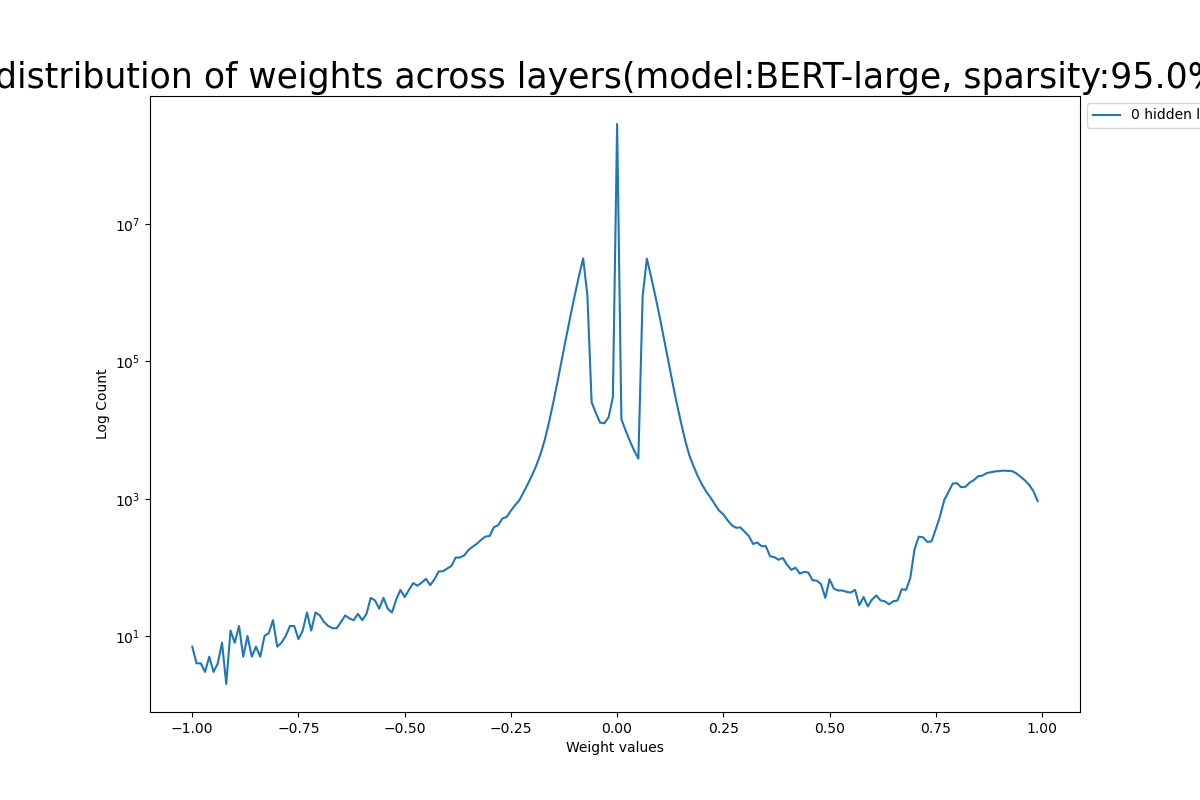 distribution of weights across layers(model:BERT-large, sparsity:95.0%
0 hidden
10^7
10^5
10^3
10^1
Log Count
−1.00 −0.75 −0.50 −0.25 0.00 0.25 0.50 0.75 1.00
Weight values